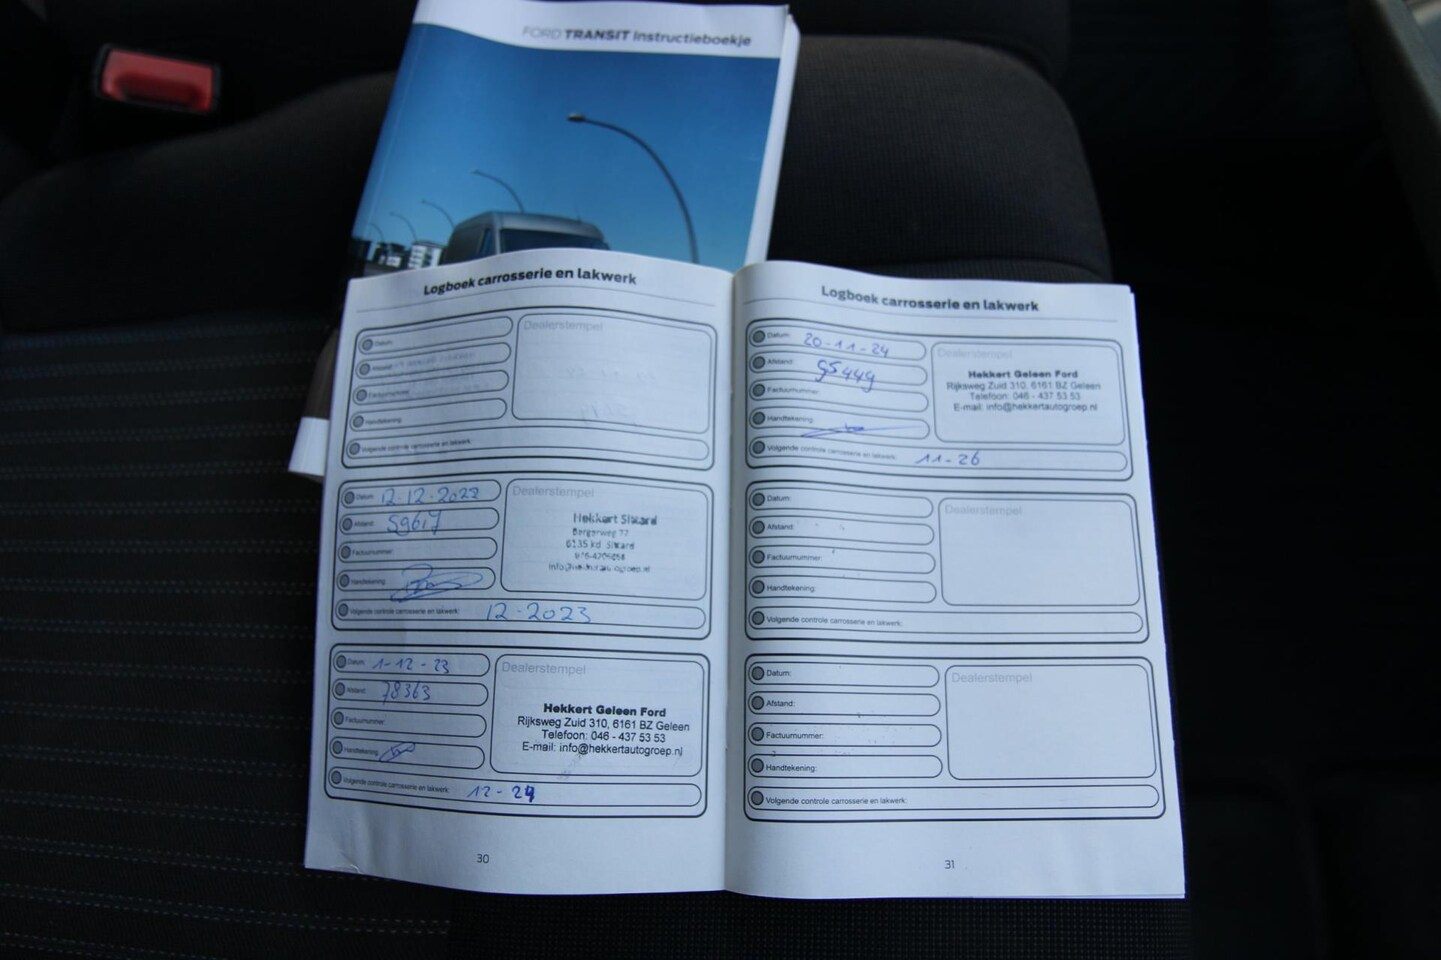 FORD TRANSIT Instructieboekje
Logboek carrosserie en lakwerk
Datum:
Dealerstempel
Factuurnummer:
Handtekening:
Volgende controle carrosserie en lakwerk:
Datum: 12-12-2022
Dealerstempel
Afstand: 59617
Hekkert Sittard
Bergerweg 77
Factuurnummer:
Handtekening:
Volgende controle carrosserie en lakwerk: 12-2023
Datum: 1-12-23
Dealerstempel
Afstand: 78363
Factuurnummer:
Handtekening:
Hekkert Geleen Ford
Rijksweg Zuid 310, 6161 BZ Geleen
Telefoon: 046 - 437 53 53
E-mail: info@hekkertautogroep.nl
Volgende controle carrosserie en lakwerk: 12-24
30
Logboek carrosserie en lakwerk
Datum: 20-11-24
Dealerstempel
Afstand: 95449
Factuurnummer:
Handtekening:
Hekkert Geleen Ford
Rijksweg Zuid 310, 6161 BZ Geleen
Telefoon: 046 - 437 53 53
E-mail: info@hekkertautogroep.nl
Volgende controle carrosserie en lakwerk: 11-26
Datum:
Dealerstempel
Afstand:
Factuurnummer:
Handtekening:
Volgende controle carrosserie en lakwerk:
Datum:
Dealerstempel
Afstand:
Factuurnummer:
Handtekening:
Volgende controle carrosserie en lakwerk:
31